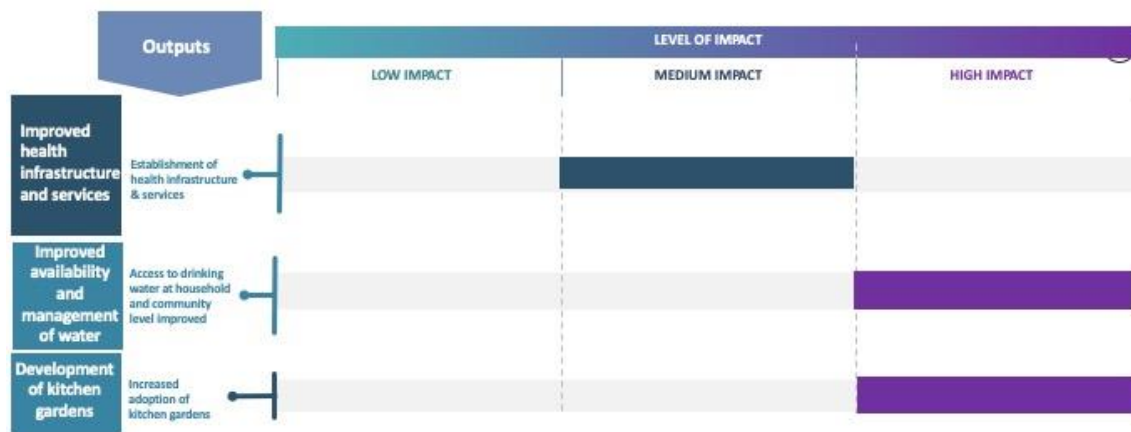 Outputs
LEVEL OF IMPACT
LOW IMPACT
MEDIUM IMPACT
HIGH IMPACT
Improved
health
infrastructure
and services
Establishment of
health infrastructure
& services
Improved
availability
and
management
of water
Access to drinking
water at household
and community
level improved
Development
of kitchen
gardens
Increased
adoption of
kitchen gardens